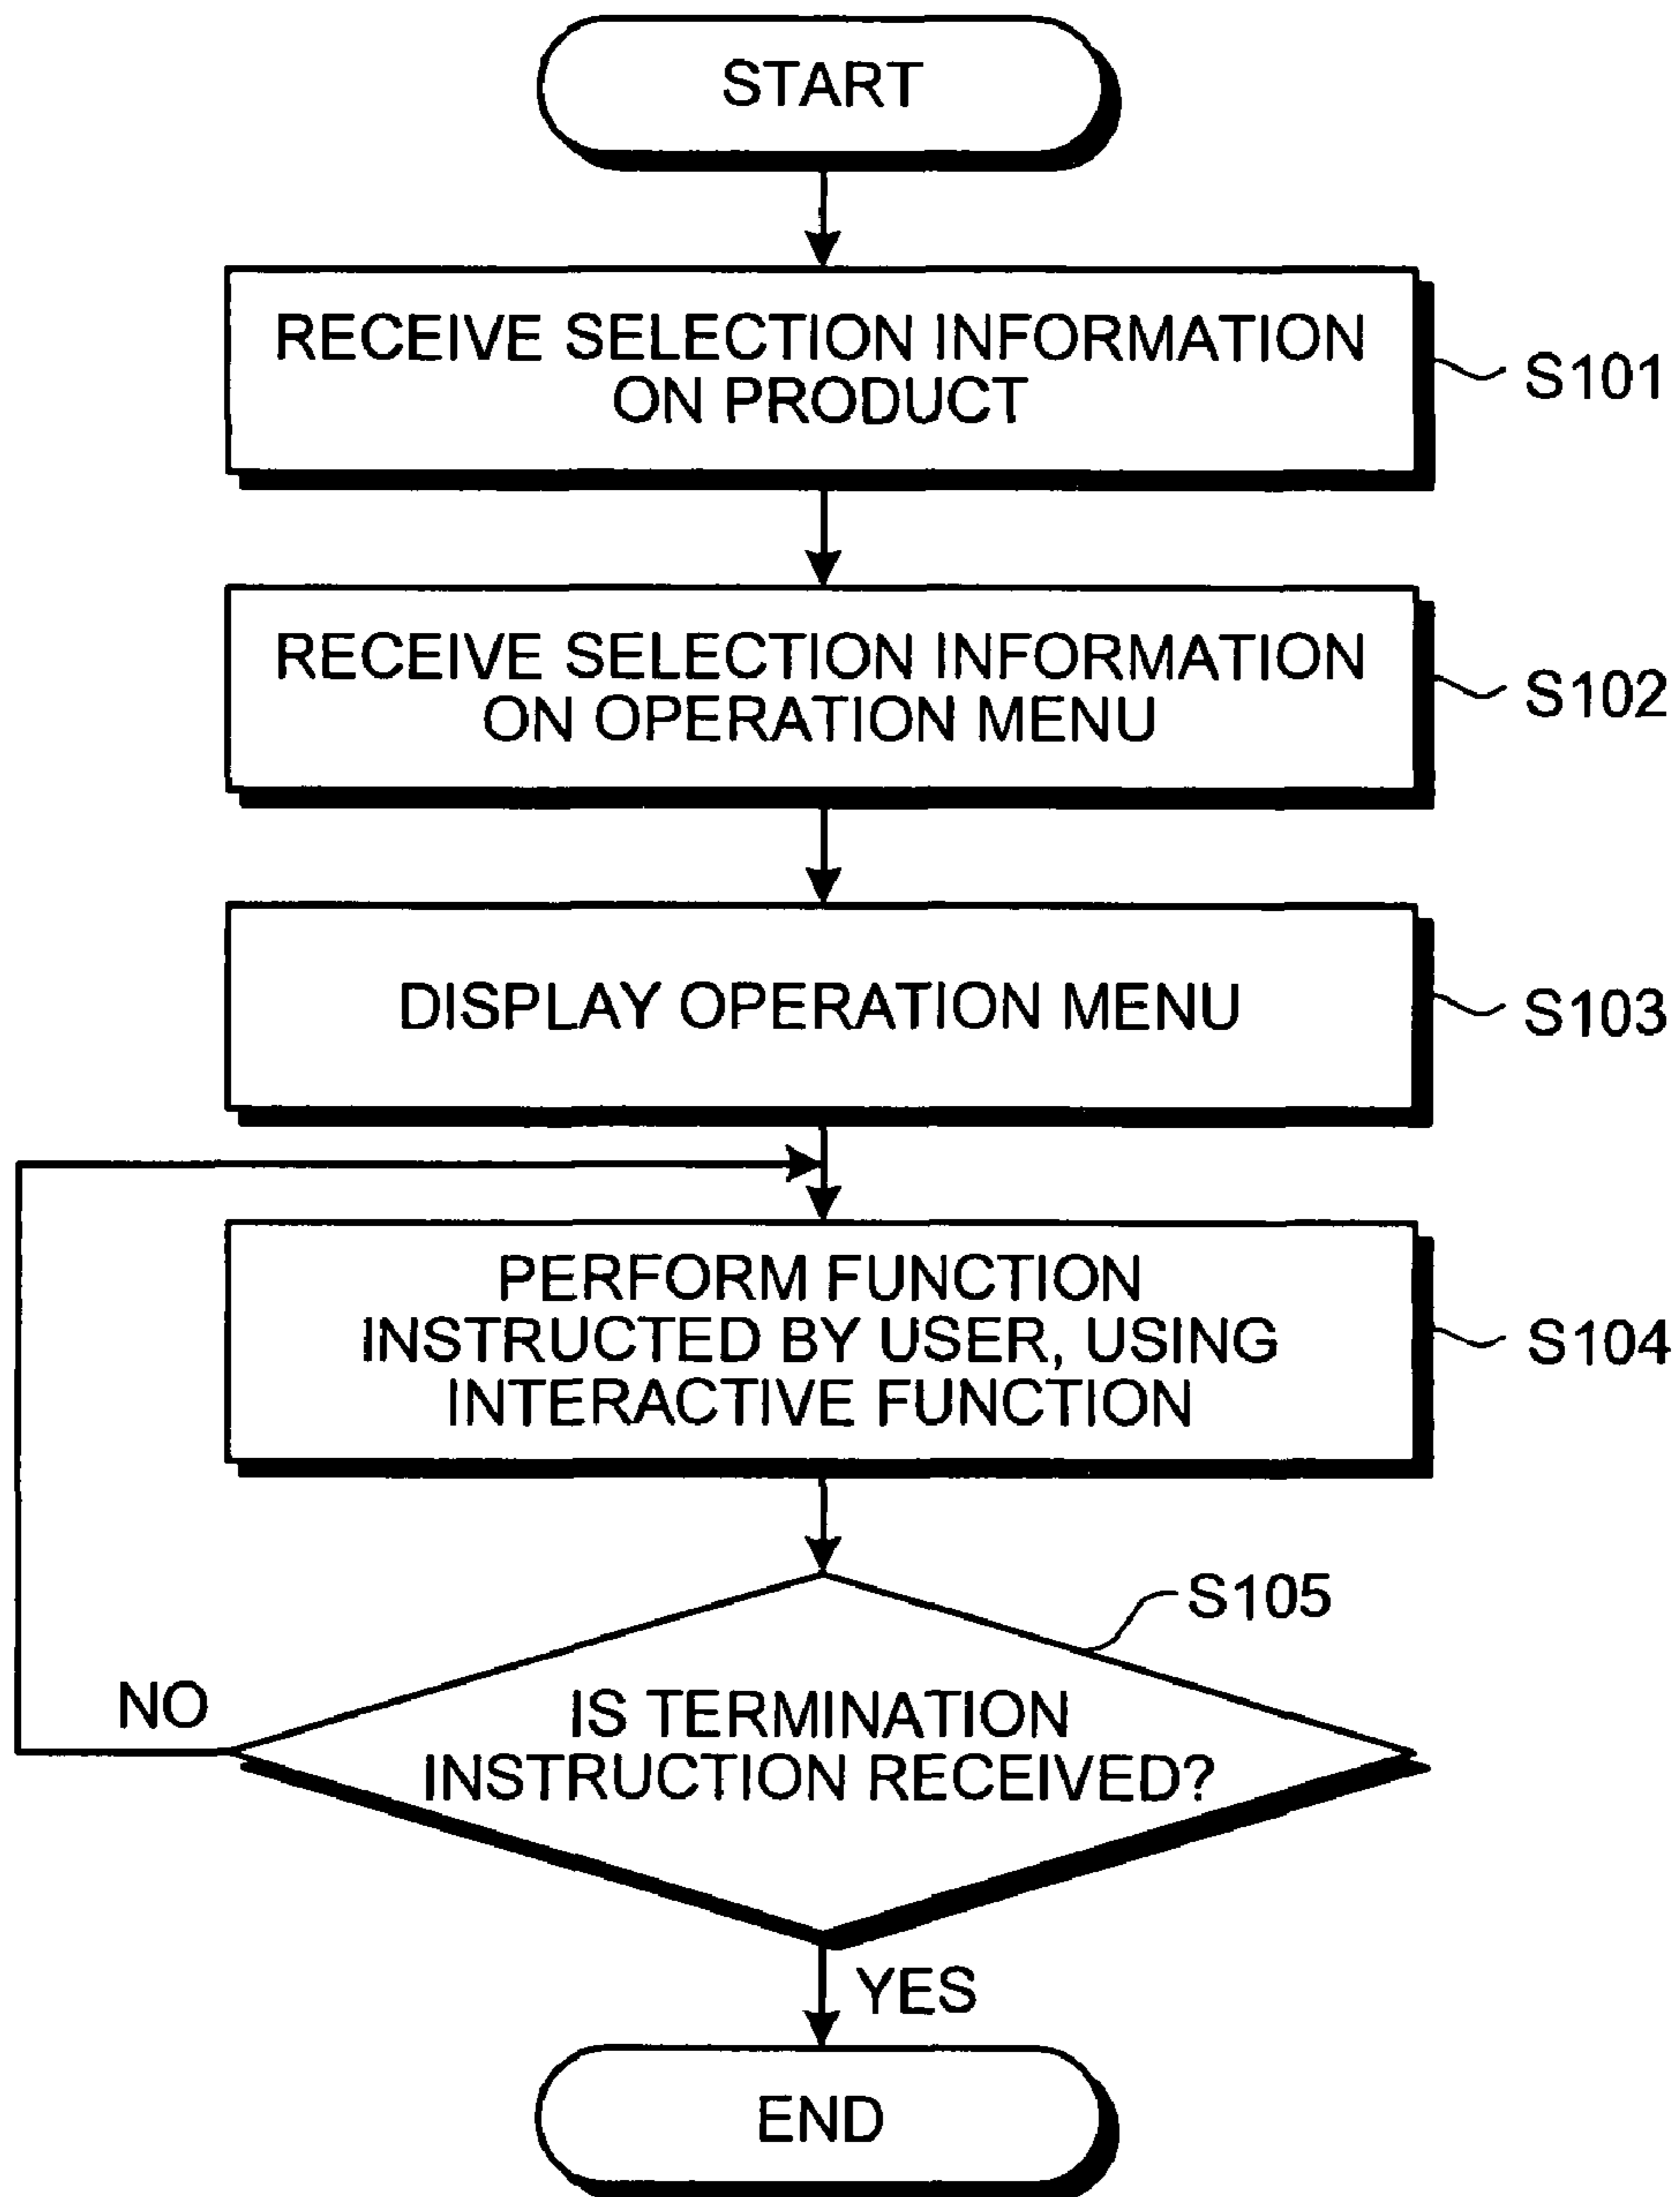 START
RECEIVE SELECTION INFORMATION
ON PRODUCT
S101
RECEIVE SELECTION INFORMATION
ON OPERATION MENU
S102
DISPLAY OPERATION MENU
S103
PERFORM FUNCTION
INSTRUCTED BY USER, USING
INTERACTIVE FUNCTION
S104
S105
IS TERMINATION
INSTRUCTION RECEIVED?
NO
YES
END